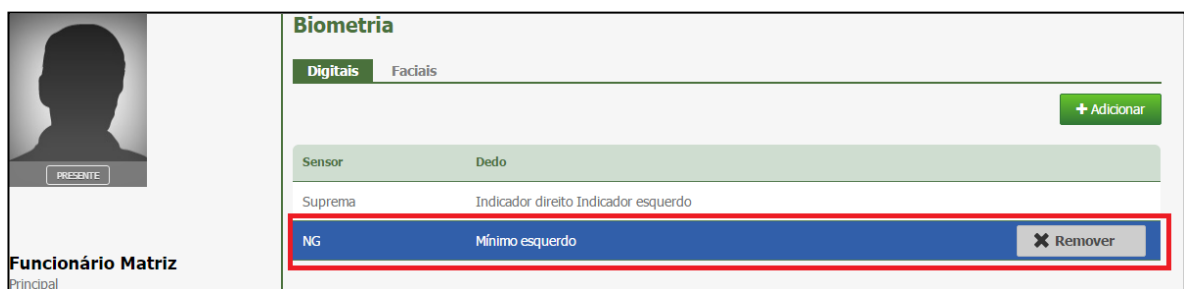 PRESENTE
Funcionário Matriz
Principal
Biometria
Digitais Faciais
+ Adicionar
Sensor Dedo
Suprema Indicador direito Indicador esquerdo
NG Mínimo esquerdo Remover